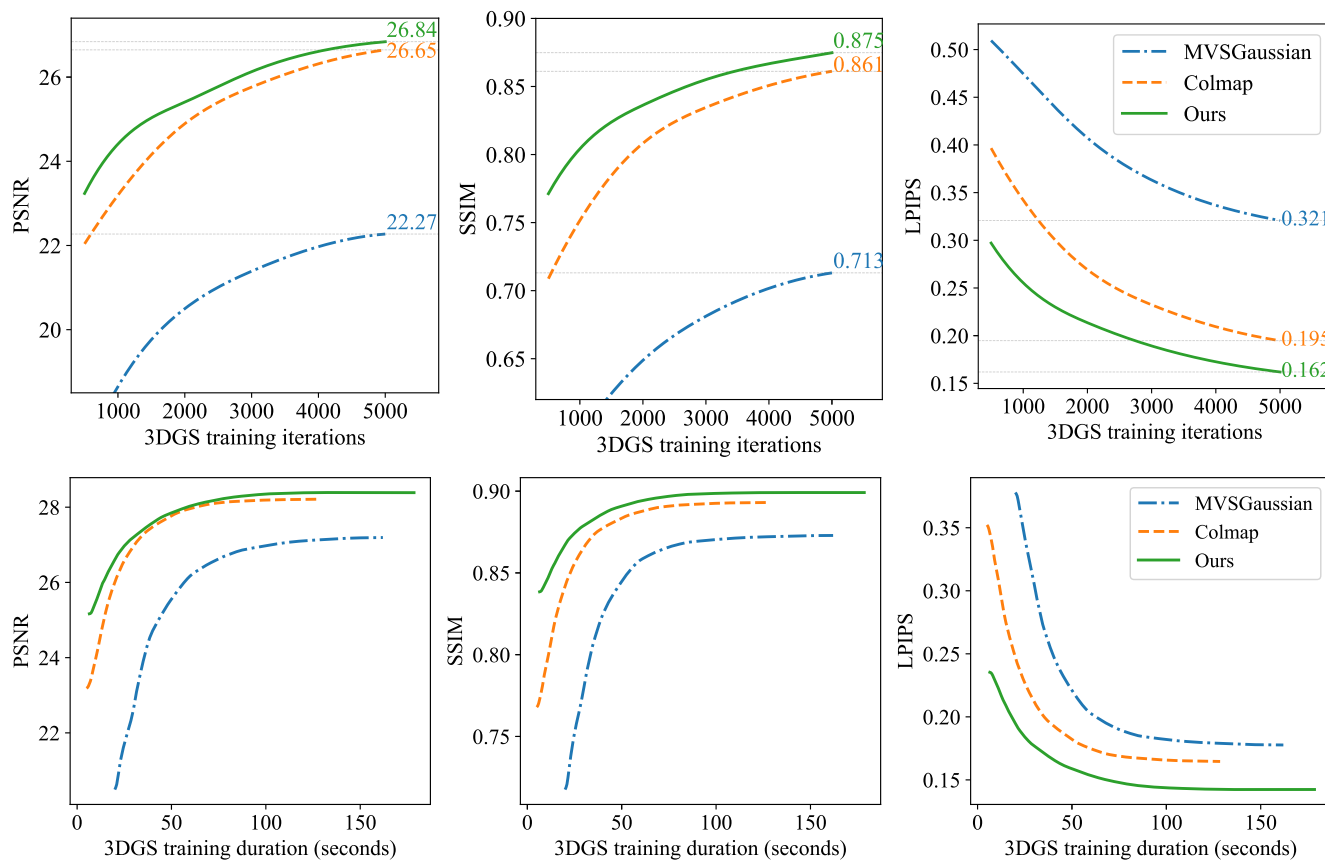 26.84
26.65
22.27
26
24
22
20
PSNR
1000 2000 3000 4000 5000
3DGS training iterations
0.875
0.861
0.713
0.90
0.85
0.80
0.75
0.70
0.65
SSIM
1000 2000 3000 4000 5000
3DGS training iterations
MVSGaussian
Colmap
Ours
0.321
0.195
0.162
0.50
0.45
0.40
0.35
0.30
0.25
0.20
0.15
LPIPS
1000 2000 3000 4000 5000
3DGS training iterations
28
26
24
22
PSNR
0 50 100 150
3DGS training duration (seconds)
0.90
0.85
0.80
0.75
SSIM
0 50 100 150
3DGS training duration (seconds)
MVSGaussian
Colmap
Ours
0.35
0.30
0.25
0.20
0.15
LPIPS
0 50 100 150
3DGS training duration (seconds)